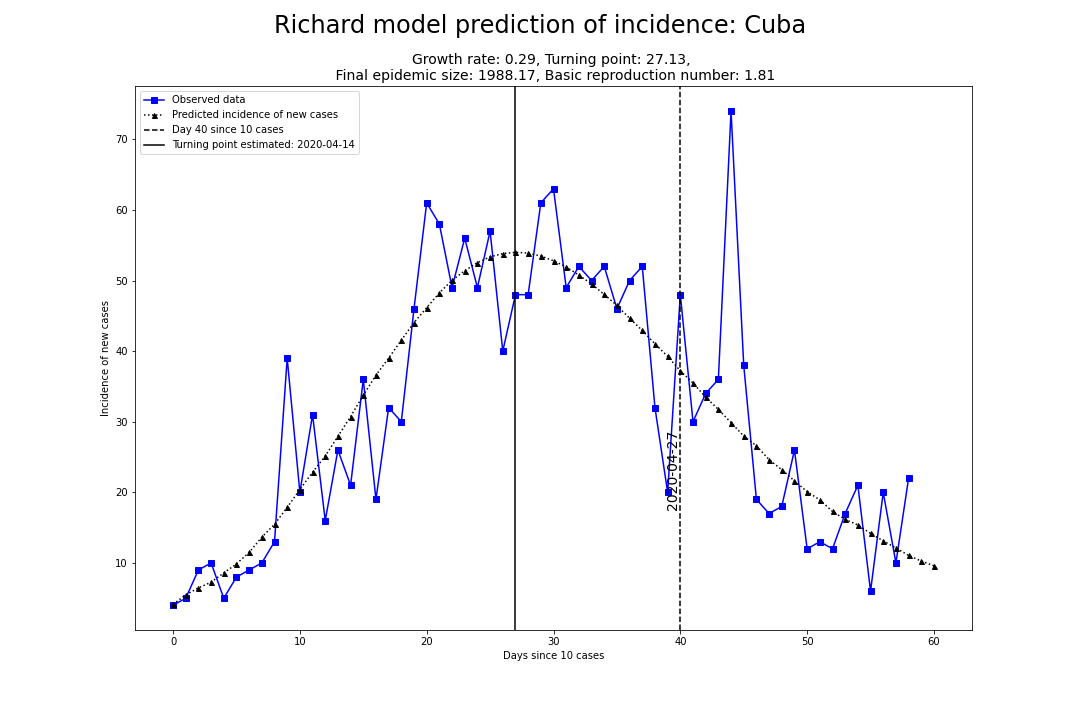 Richard model prediction of incidence: Cuba
Growth rate: 0.29, Turning point: 27.13,
Final epidemic size: 1988.17, Basic reproduction number: 1.81
Observed data
Predicted incidence of new cases
Day 40 since 10 cases
Turning point estimated: 2020-04-14
70
60
50
40
30
20
10
Incidence of new cases
2020-04-27
0 10 20 30 40 50 60
Days since 10 cases